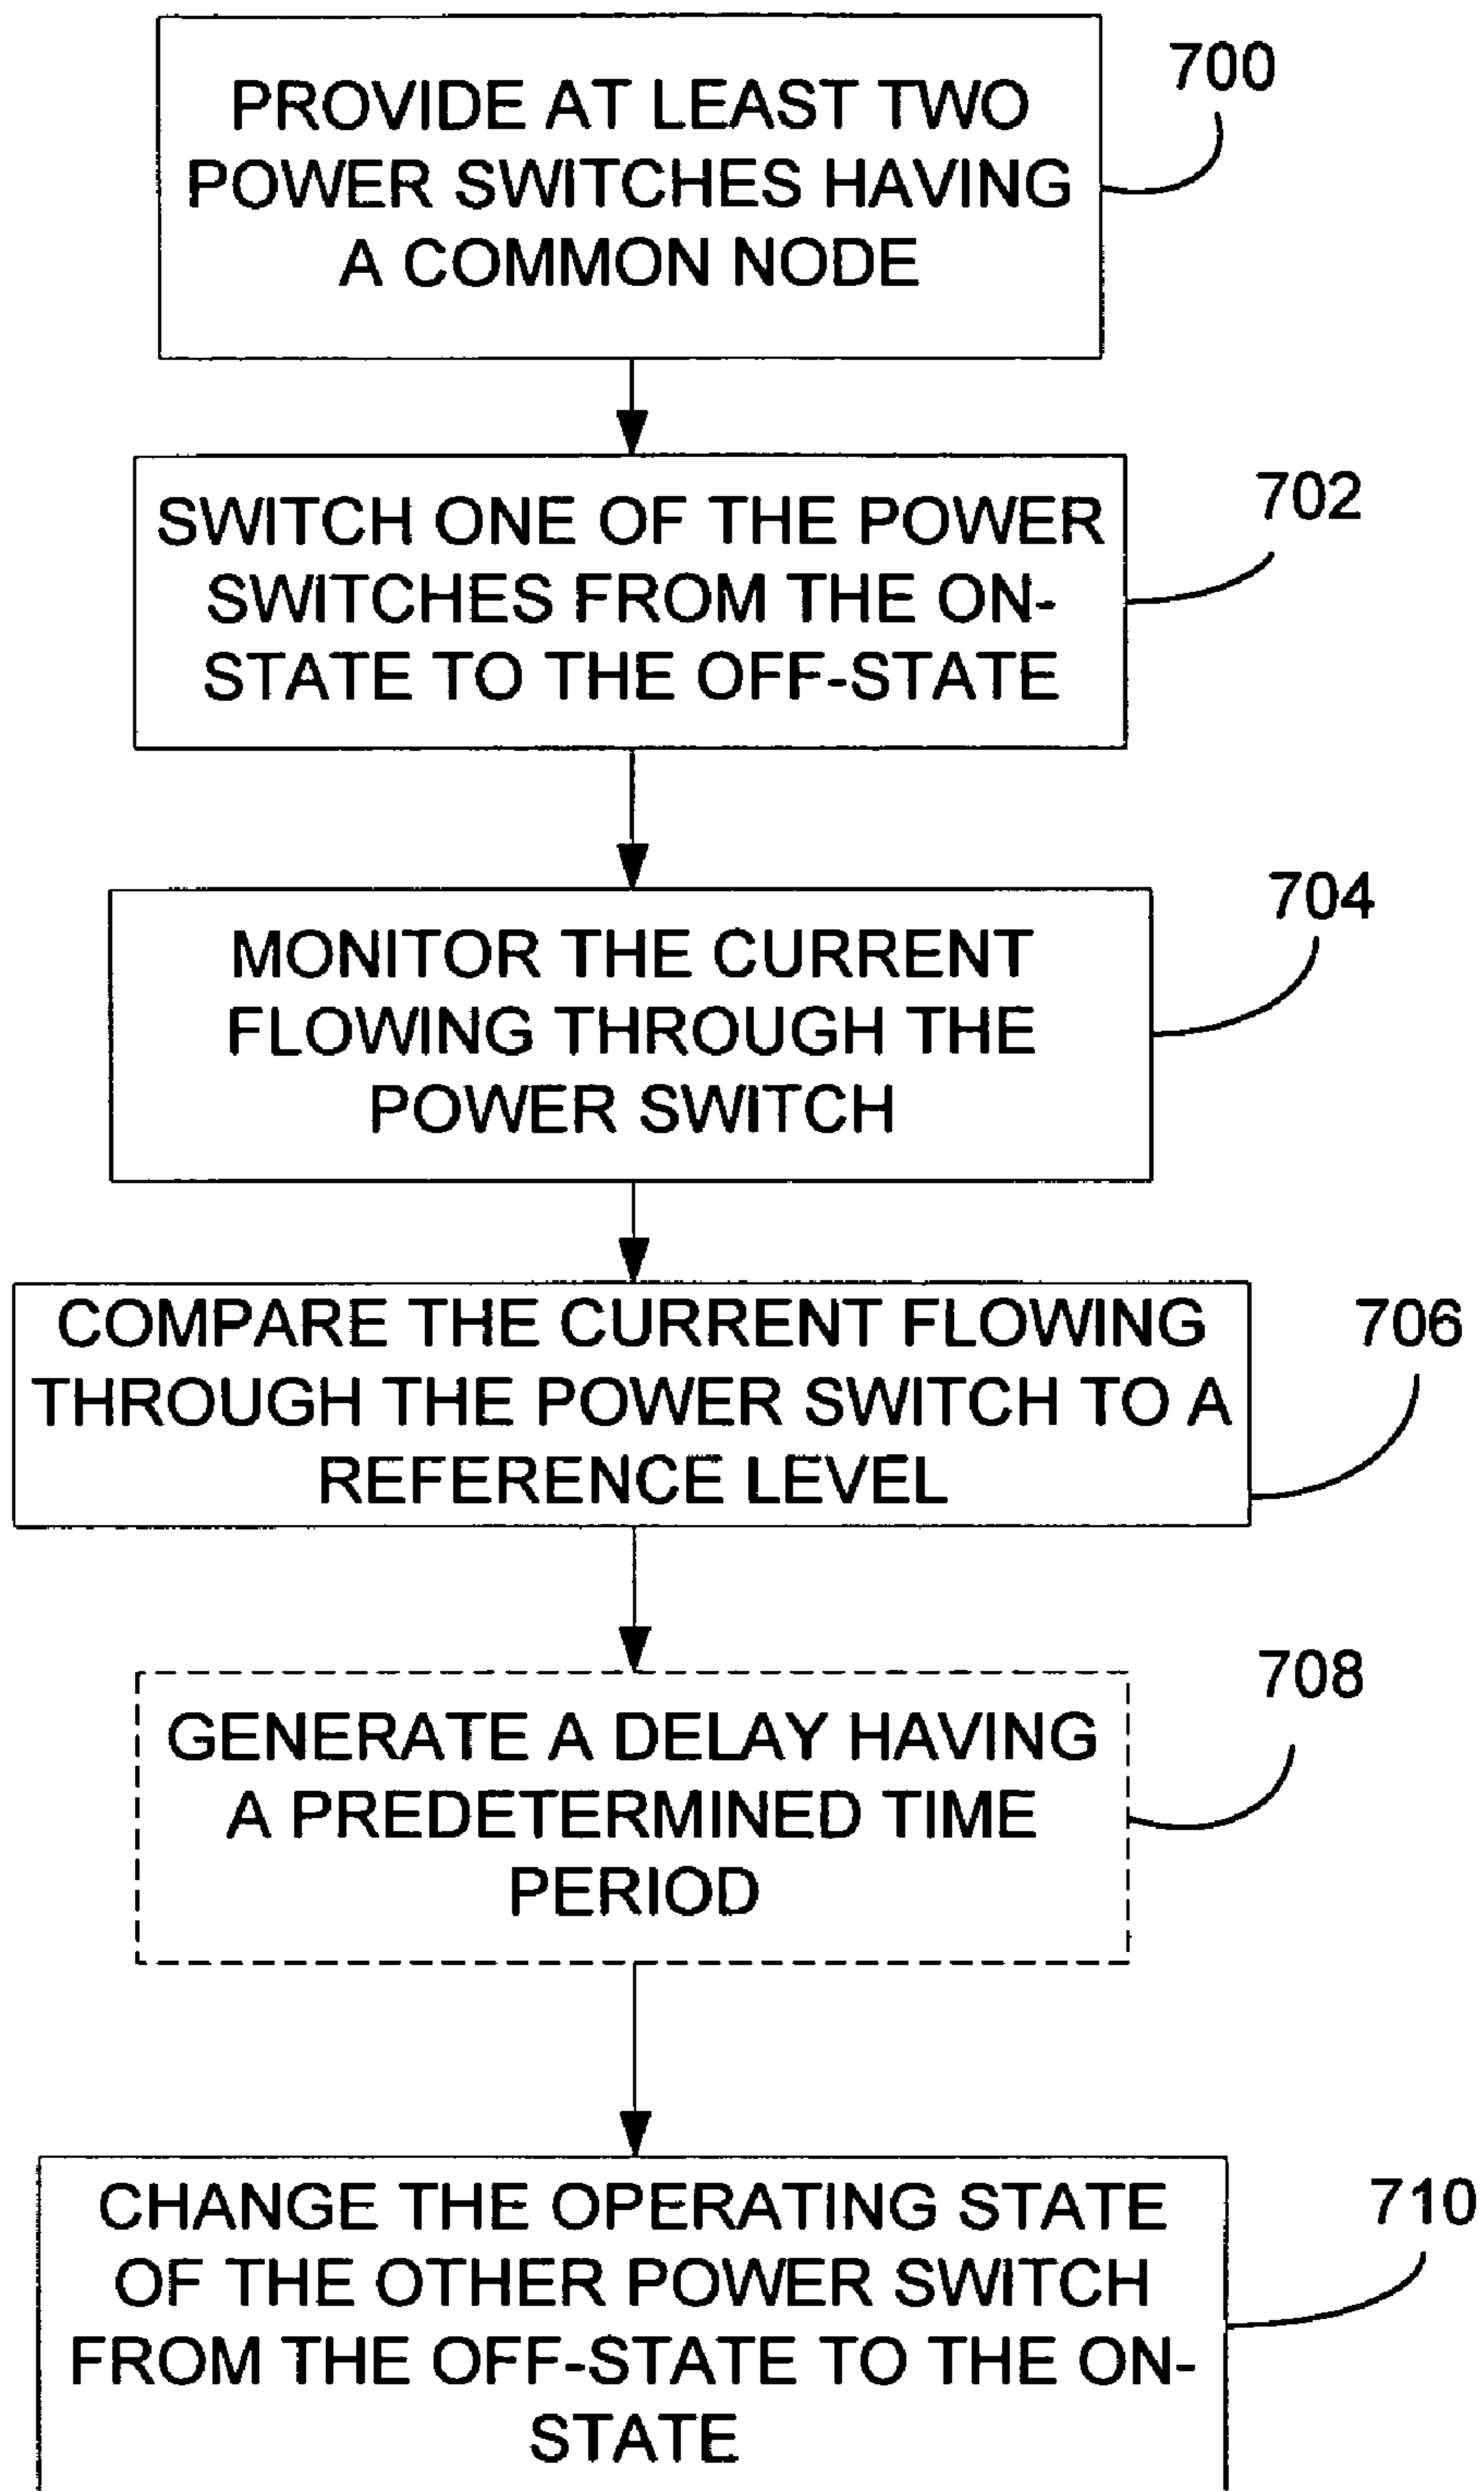 PROVIDE AT LEAST TWO
POWER SWITCHES HAVING
A COMMON NODE
700
SWITCH ONE OF THE POWER
SWITCHES FROM THE ON-
STATE TO THE OFF-STATE
702
MONITOR THE CURRENT
FLOWING THROUGH THE
POWER SWITCH
704
COMPARE THE CURRENT FLOWING
THROUGH THE POWER SWITCH TO A
REFERENCE LEVEL
706
GENERATE A DELAY HAVING
A PREDETERMINED TIME
PERIOD
708
CHANGE THE OPERATING STATE
OF THE OTHER POWER SWITCH
FROM THE OFF-STATE TO THE ON-
STATE
710